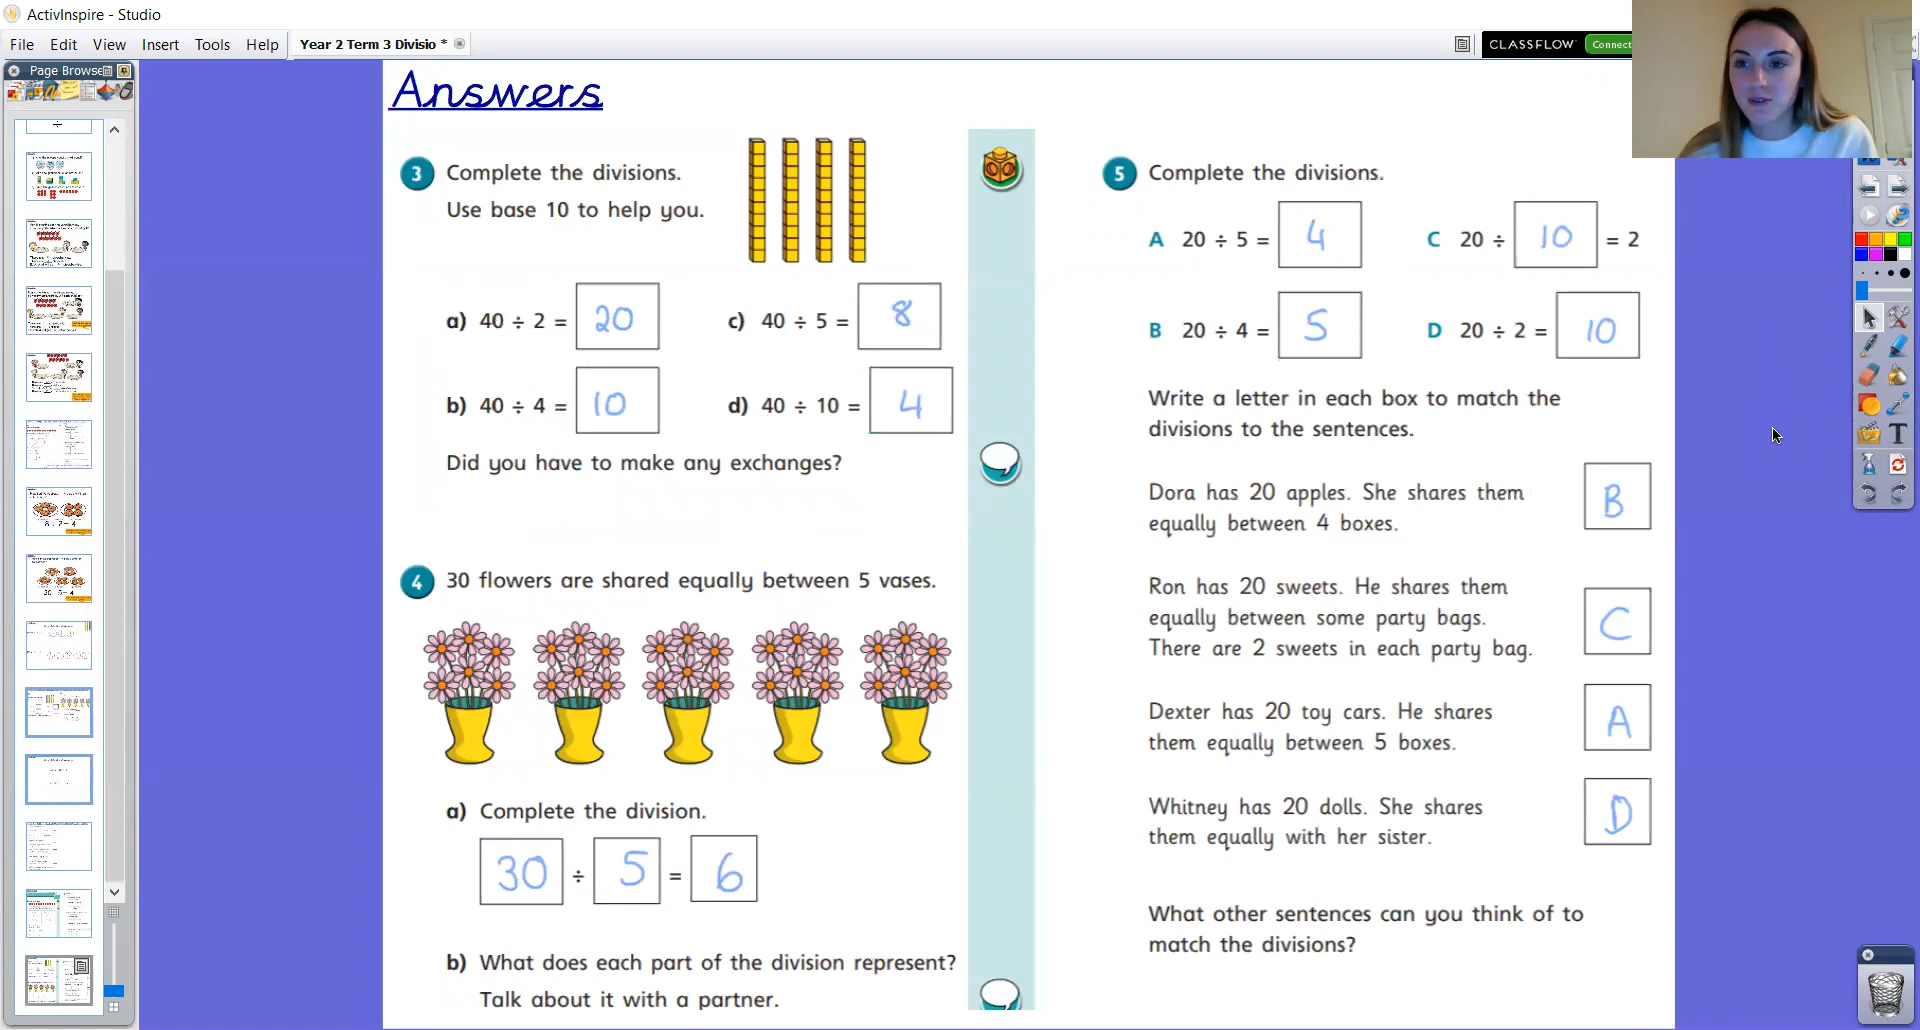 ActivInspire - Studio
File Edit View Insert Tools Help
Year 2 Term 3 Divisio *
CLASSFLOW Connect
Page Browse
Answers
3 Complete the divisions.
Use base 10 to help you.
a) 40 ÷ 2 = 20
c) 40 ÷ 5 = 8
b) 40 ÷ 4 = 10
d) 40 ÷ 10 = 4
Did you have to make any exchanges?
4 30 flowers are shared equally between 5 vases.
a) Complete the division.
30 ÷ 5 = 6
b) What does each part of the division represent?
Talk about it with a partner.
5 Complete the divisions.
A 20 ÷ 5 = 4
C 20 ÷ 10 = 2
B 20 ÷ 4 = 5
D 20 ÷ 2 = 10
Write a letter in each box to match the
divisions to the sentences.
Dora has 20 apples. She shares them
equally between 4 boxes.
B
Ron has 20 sweets. He shares them
equally between some party bags.
There are 2 sweets in each party bag.
C
Dexter has 20 toy cars. He shares
them equally between 5 boxes.
A
Whitney has 20 dolls. She shares
them equally with her sister.
D
What other sentences can you think of to
match the divisions?